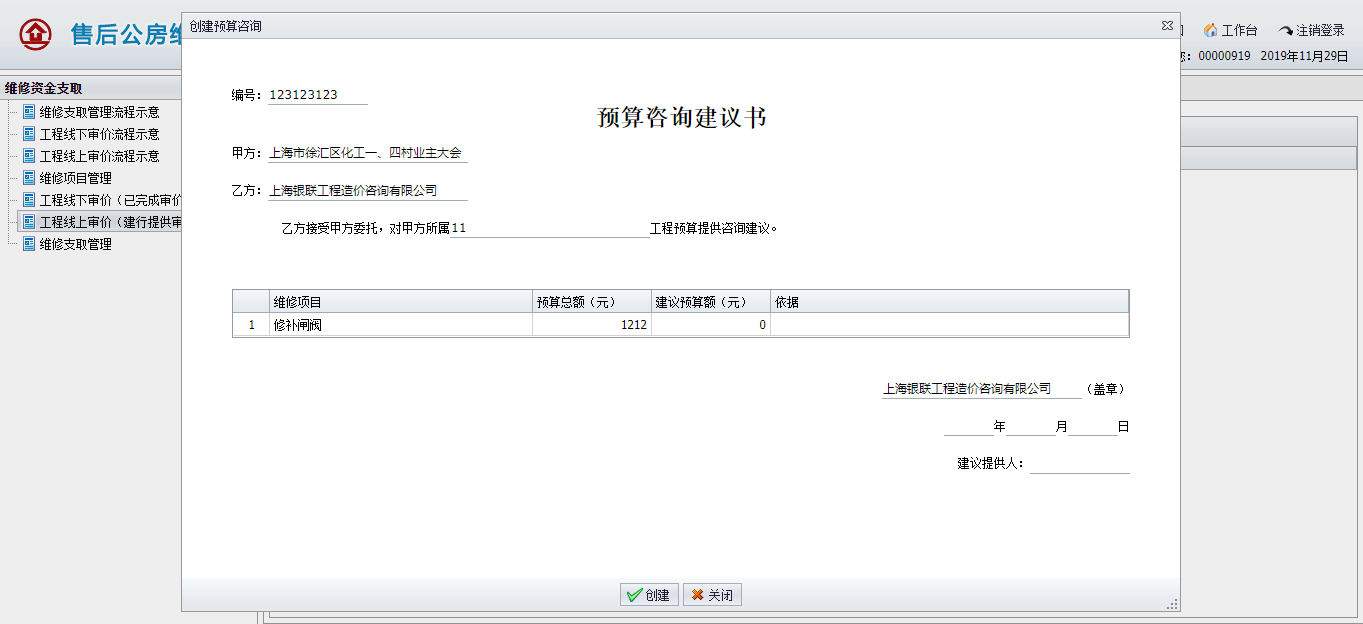 售后公房维
工作台
注销登录
00000919 2019年11月29日
维修资金支取
维修支取管理流程示意
工程线下审价流程示意
工程线上审价流程示意
维修项目管理
工程线下审价（已完成审价
工程线上审价（建行提供审
维修支取管理
创建预算咨询
编号：123123123
预算咨询建议书
甲方：上海市徐汇区化工一、四村业主大会
乙方：上海银联工程造价咨询有限公司
乙方接受甲方委托，对甲方所属11 工程预算提供咨询建议。
维修项目 预算总额（元） 建议预算额（元） 依据
1 修补闸阀 1212 0
上海银联工程造价咨询有限公司 （盖章）
年 月 日
建议提供人：
创建 关闭